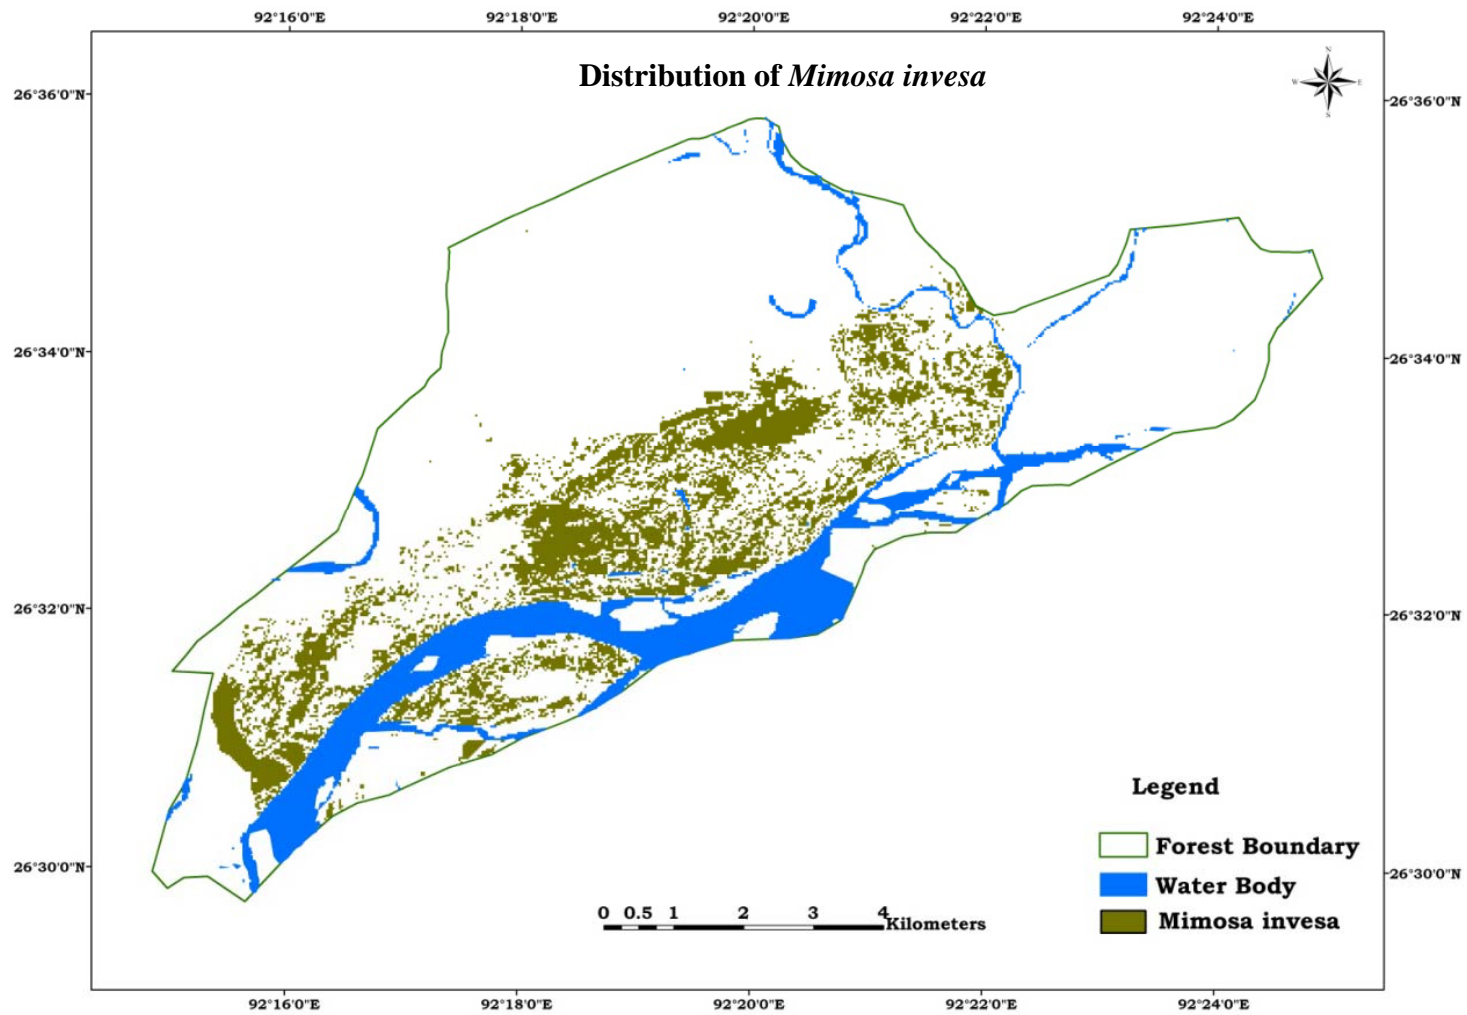 92°16'0"E 92°18'0"E 92°20'0"E 92°22'0"E 92°24'0"E
Distribution of Mimosa invesa
N
W E
S
26°36'0"N 26°36'0"N
26°34'0"N 26°34'0"N
26°32'0"N 26°32'0"N
26°30'0"N 26°30'0"N
Legend
Forest Boundary
Water Body
Mimosa invesa
0 0.5 1 2 3 4
Kilometers
92°16'0"E 92°18'0"E 92°20'0"E 92°22'0"E 92°24'0"E